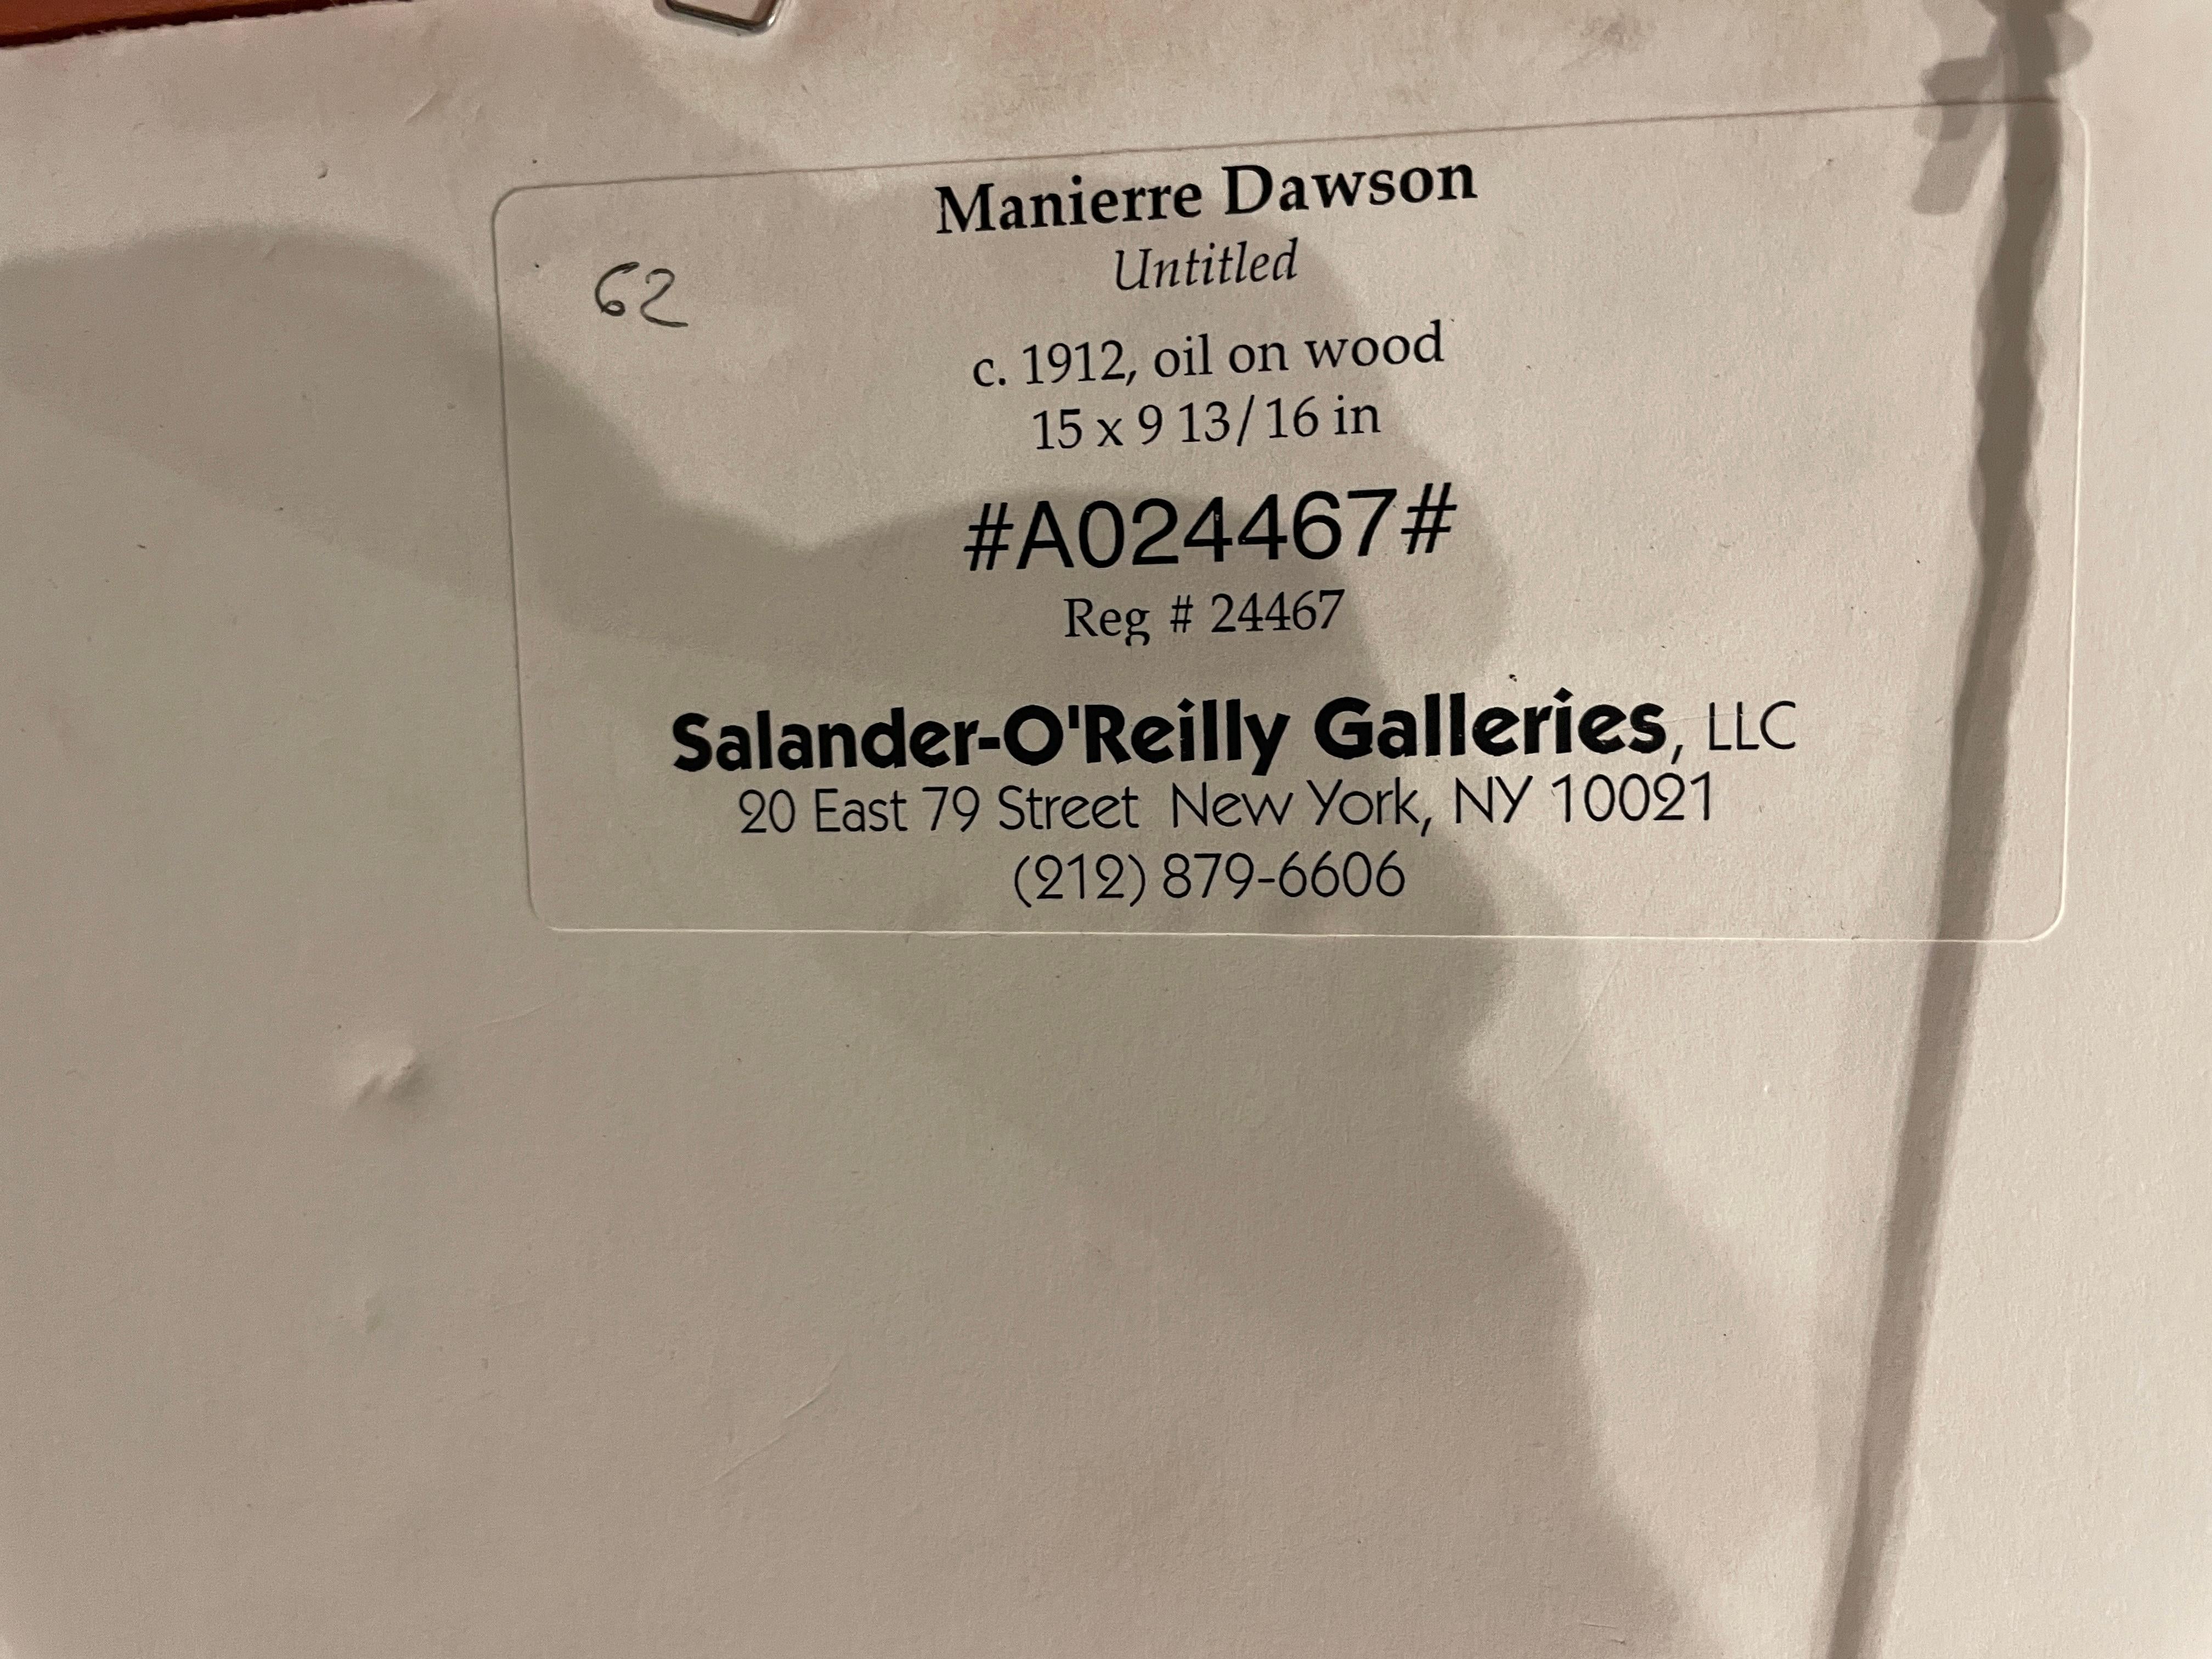 Manierre Dawson
Untitled
62
c. 1912, oil on wood
15 x 9 13/16 in
#A024467#
Reg # 24467
Salander-O'Reilly Galleries, LLC
20 East 79 Street New York, NY 10021
(212) 879-6606